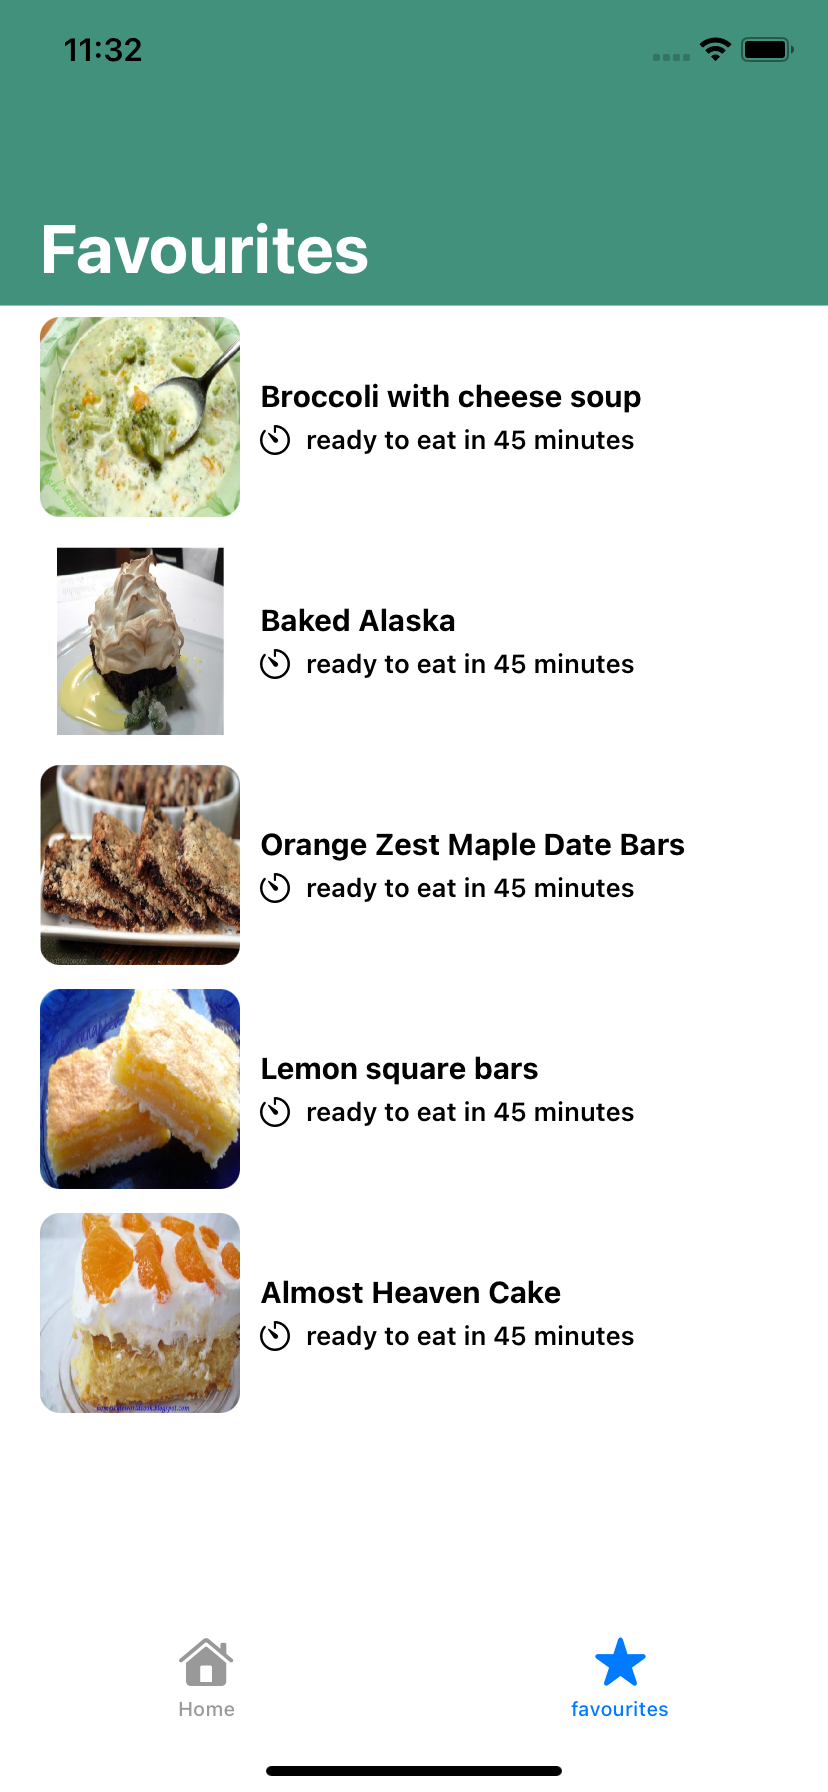 11:32
Favourites
Broccoli with cheese soup
ready to eat in 45 minutes
Baked Alaska
ready to eat in 45 minutes
Orange Zest Maple Date Bars
ready to eat in 45 minutes
Lemon square bars
ready to eat in 45 minutes
Almost Heaven Cake
ready to eat in 45 minutes
Home
favourites